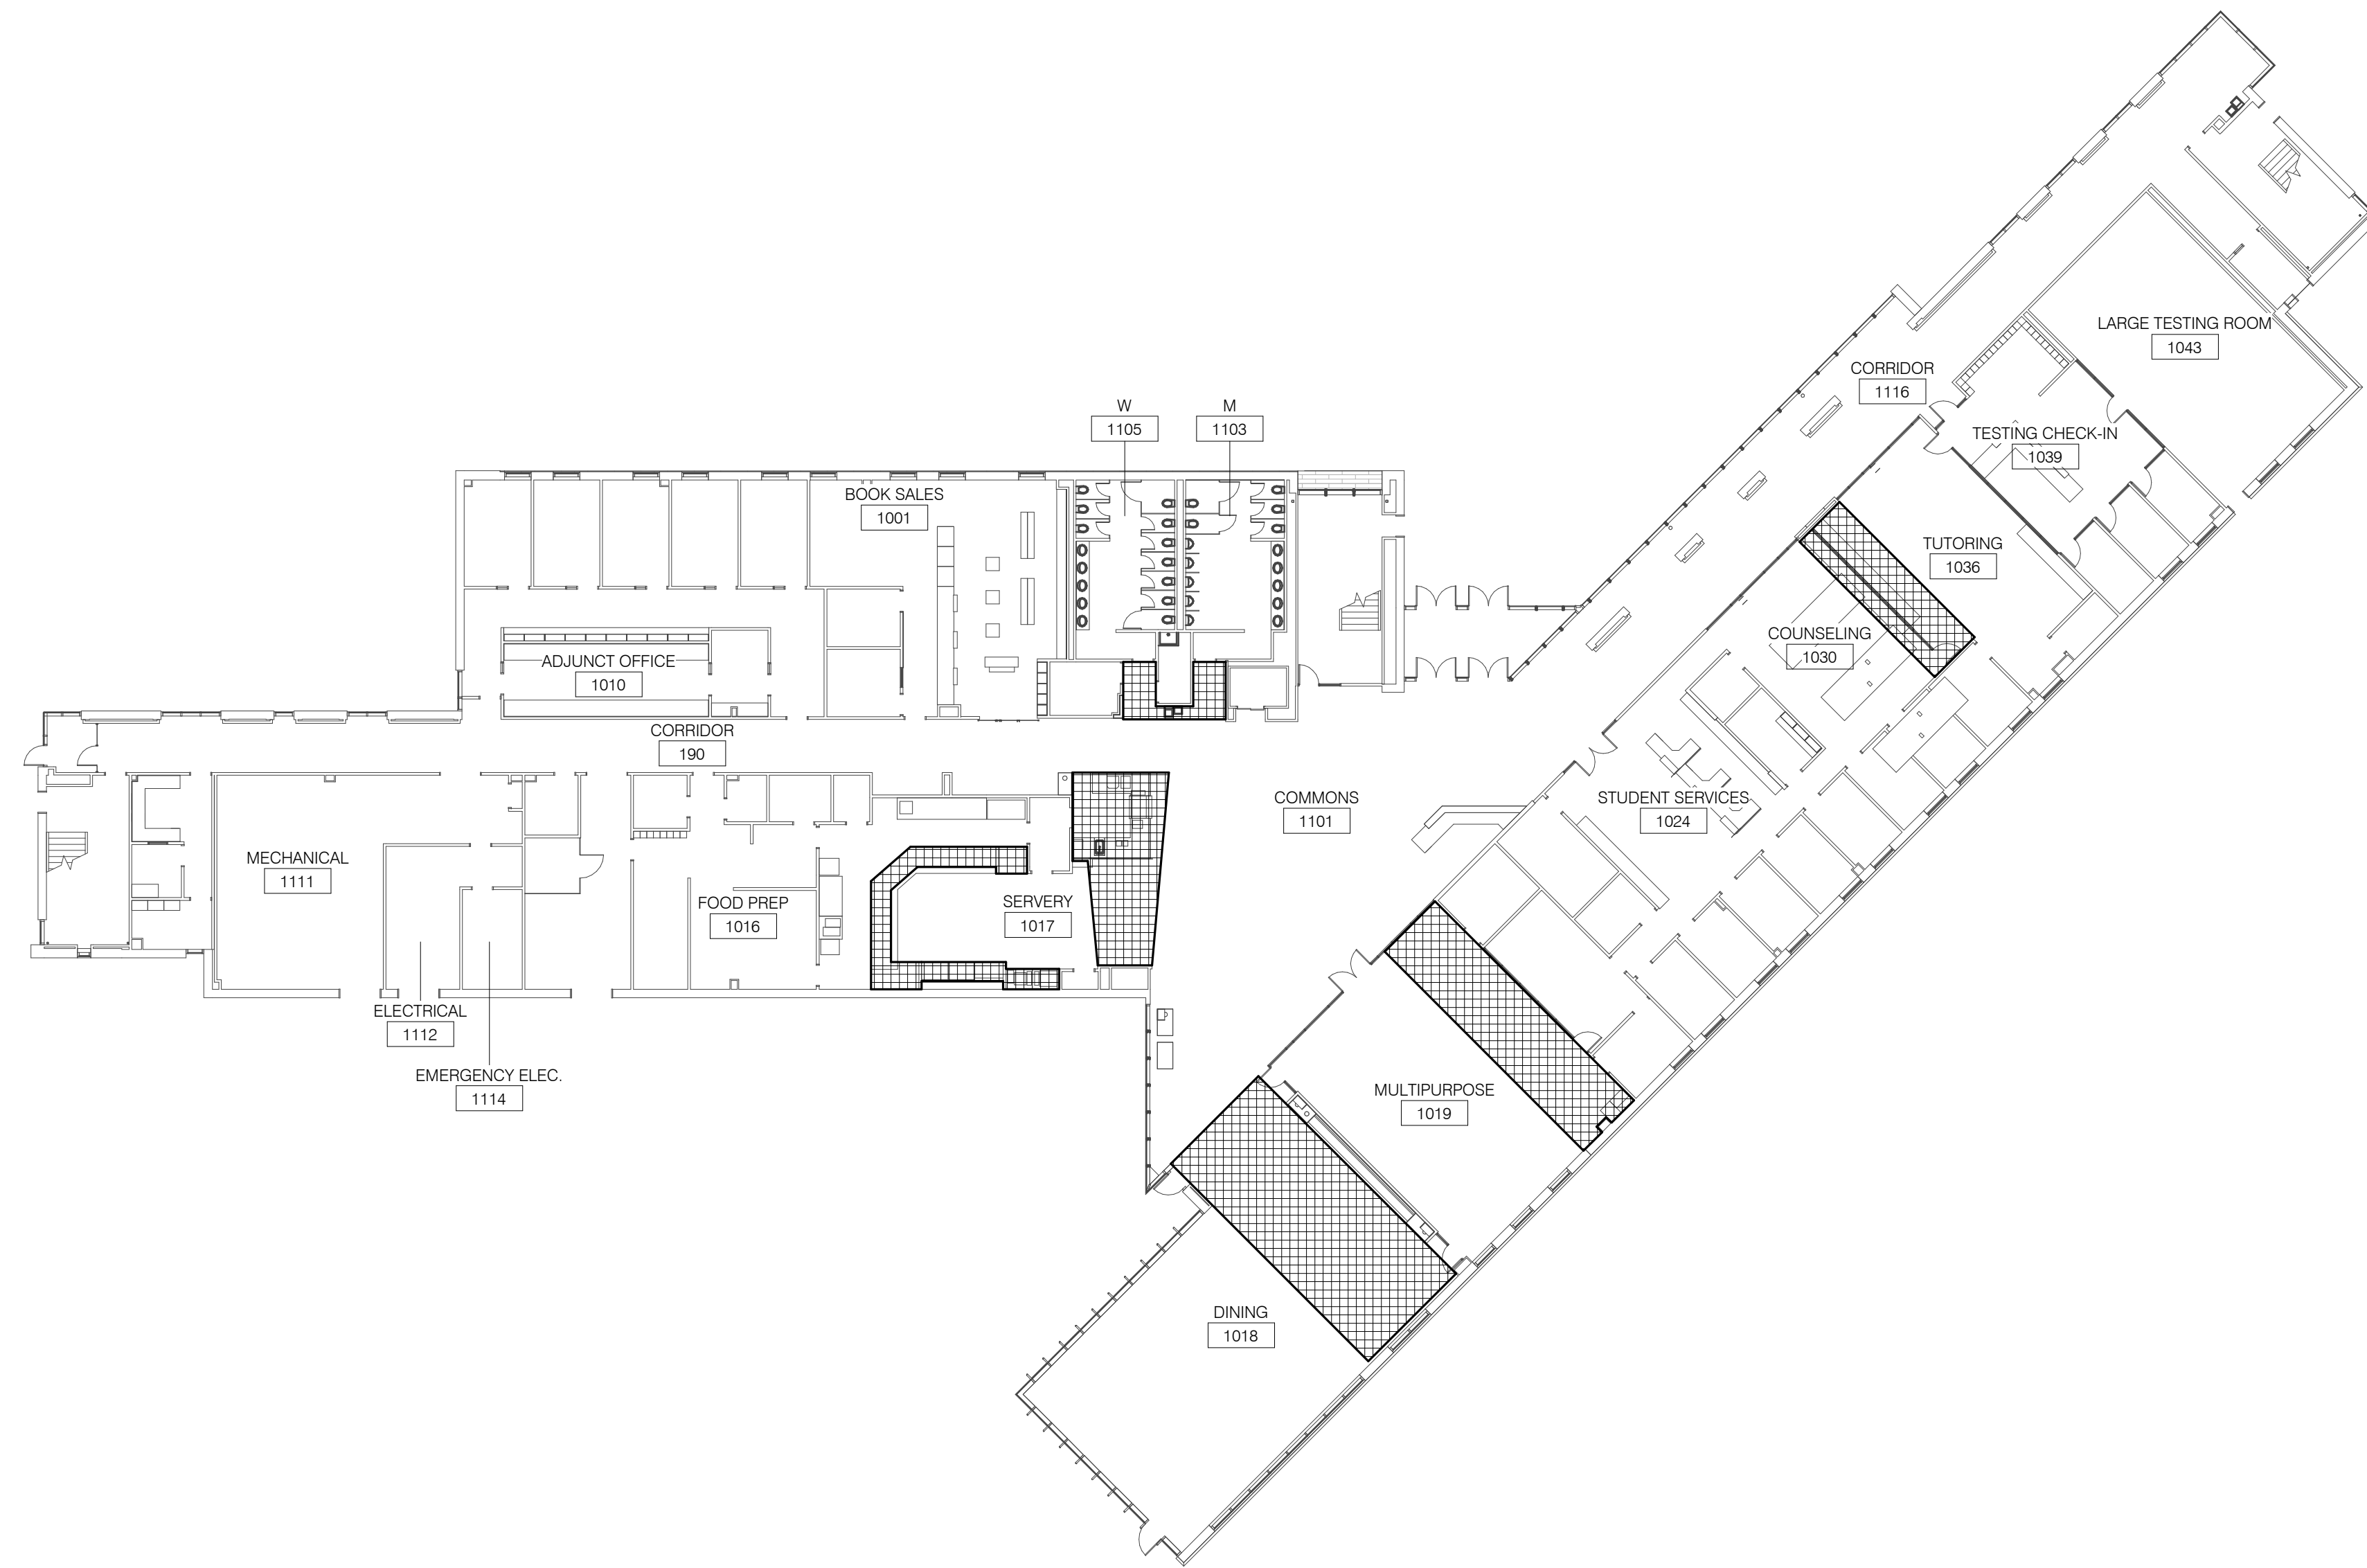 LARGE TESTING ROOM
1043
CORRIDOR
1116
W
1105
M
1103
TESTING CHECK-IN
1039
BOOK SALES
1001
TUTORING
1036
COUNSELING
1030
ADJUNCT OFFICE
1010
CORRIDOR
190
COMMONS
1101
STUDENT SERVICES
1024
MECHANICAL
1111
FOOD PREP
1016
SERVERY
1017
ELECTRICAL
1112
EMERGENCY ELEC.
1114
MULTIPURPOSE
1019
DINING
1018